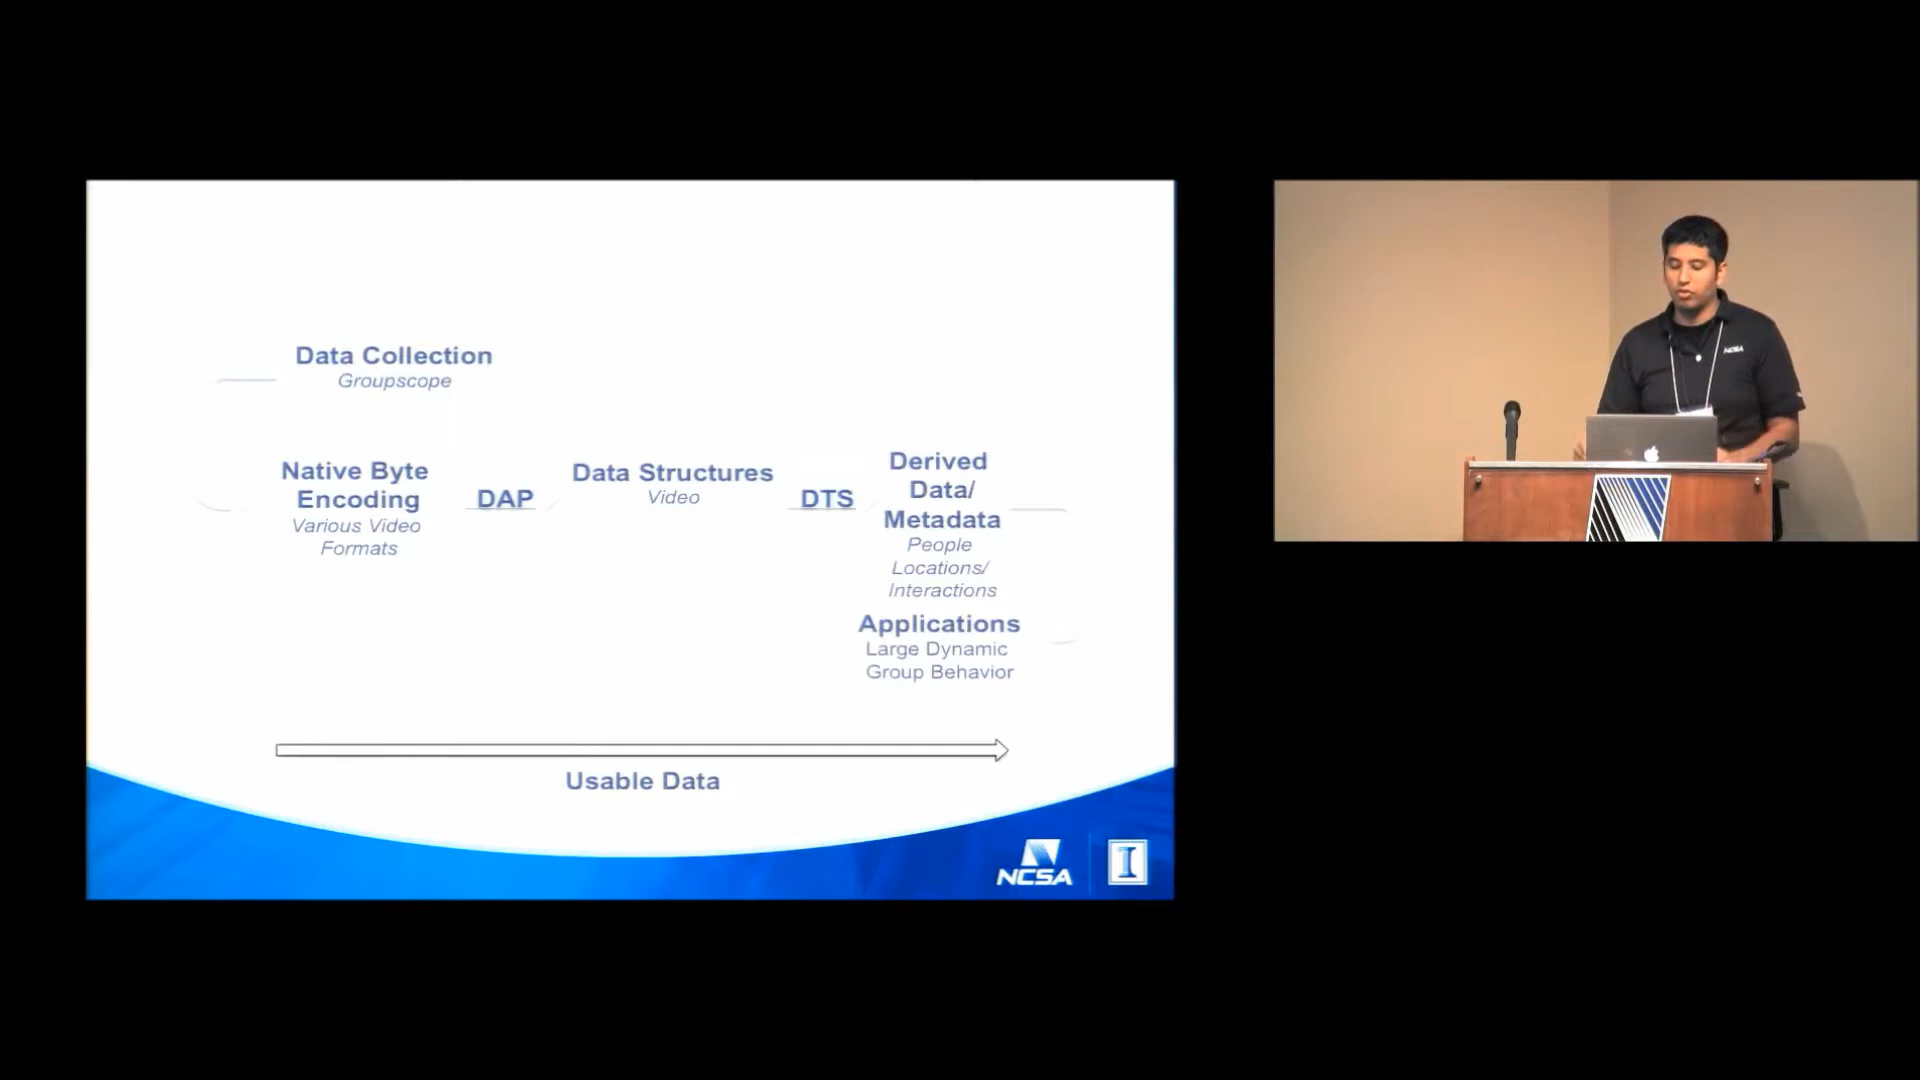 Data Collection
Groupscope
Native Byte
Encoding
Various Video
Formats
DAP
Data Structures
Video
DTS
Derived
Data/
Metadata
People
Locations/
Interactions
Applications
Large Dynamic
Group Behavior
Usable Data
NCSA
I
NCSA